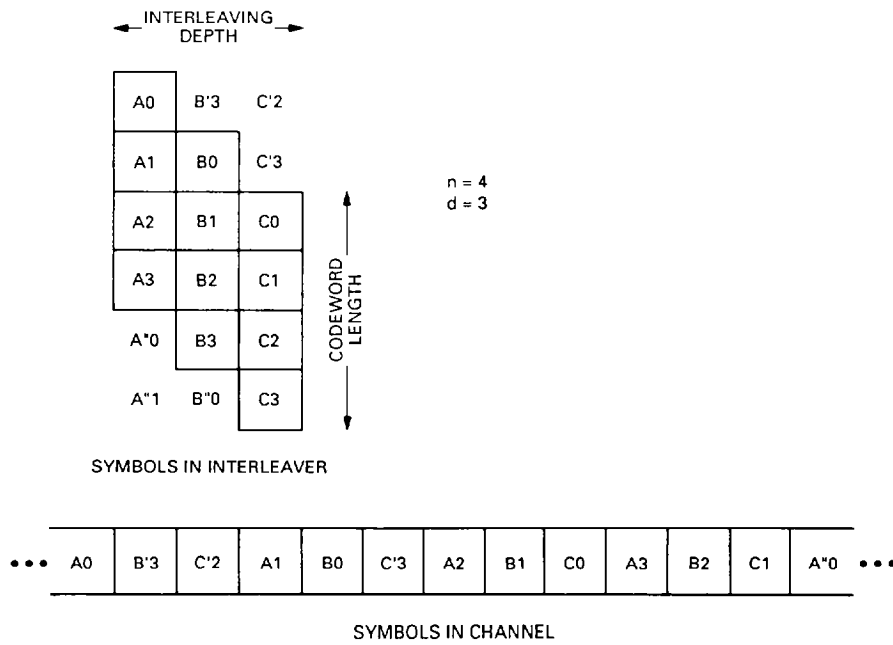 INTERLEAVING
DEPTH
A0 B'3 C'2
A1 B0 C'3
n = 4
d = 3
A2 B1 C0
A3 B2 C1
CODEWORD
LENGTH
A"0 B3 C2
A"1 B"0 C3
SYMBOLS IN INTERLEAVER
••• A0 B'3 C'2 A1 B0 C'3 A2 B1 C0 A3 B2 C1 A"0 •••
SYMBOLS IN CHANNEL